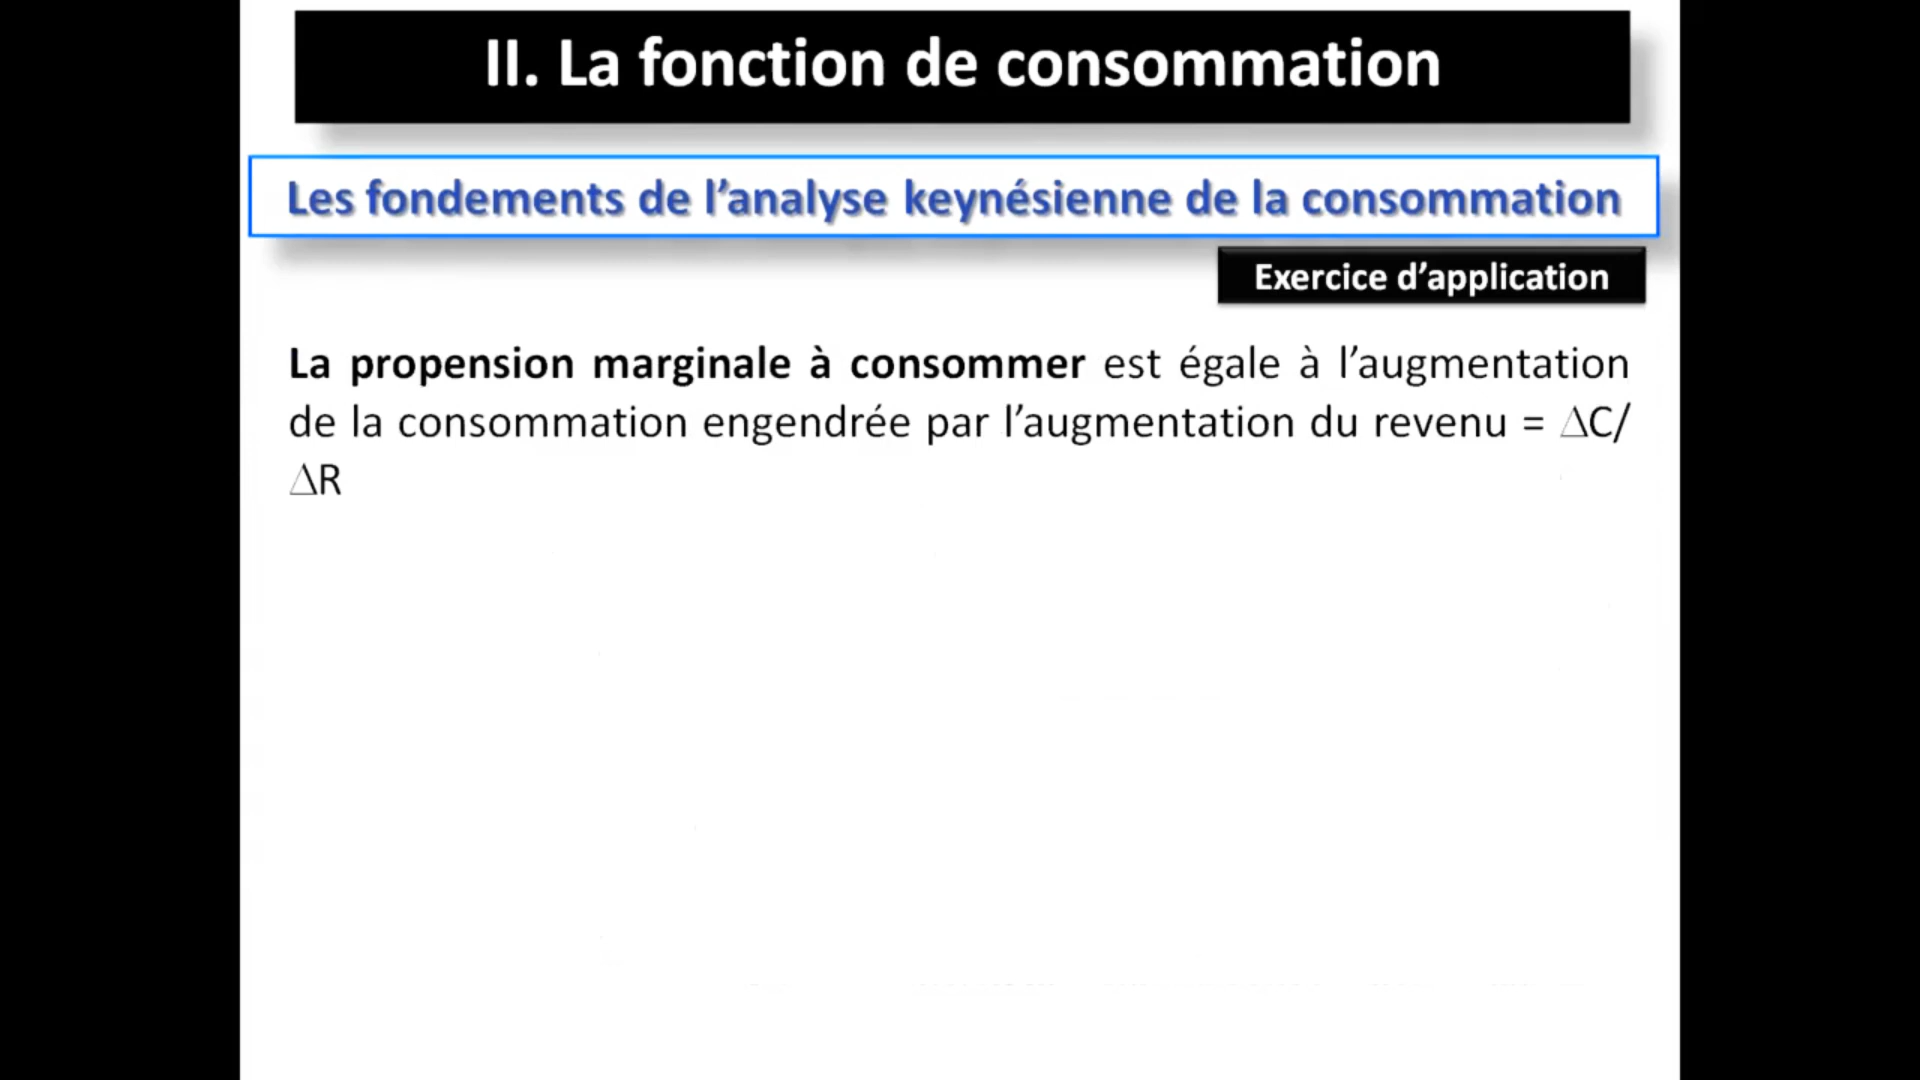 II. La fonction de consommation
Les fondements de l’analyse keynésienne de la consommation
Exercice d’application
La propension marginale à consommer est égale à l’augmentation
de la consommation engendrée par l’augmentation du revenu = ΔC/
ΔR